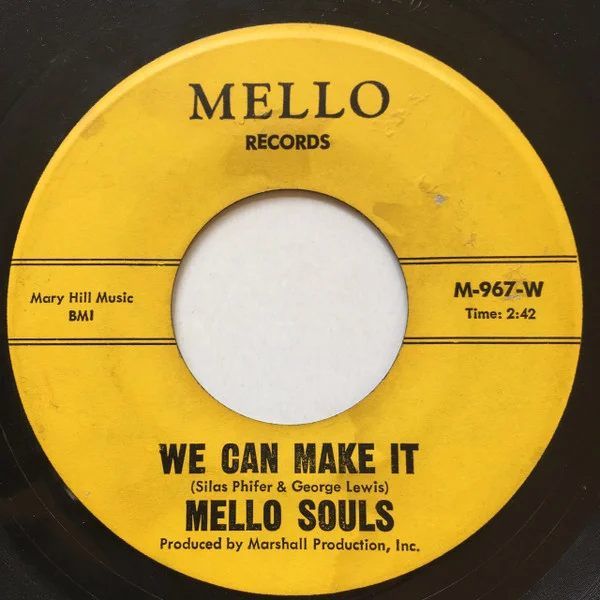 MELLO
RECORDS
Mary Hill Music
BMI
M-967-W
Time: 2:42
WE CAN MAKE IT
(Silas Phifer & George Lewis)
MELLO SOULS
Produced by Marshall Production, Inc.